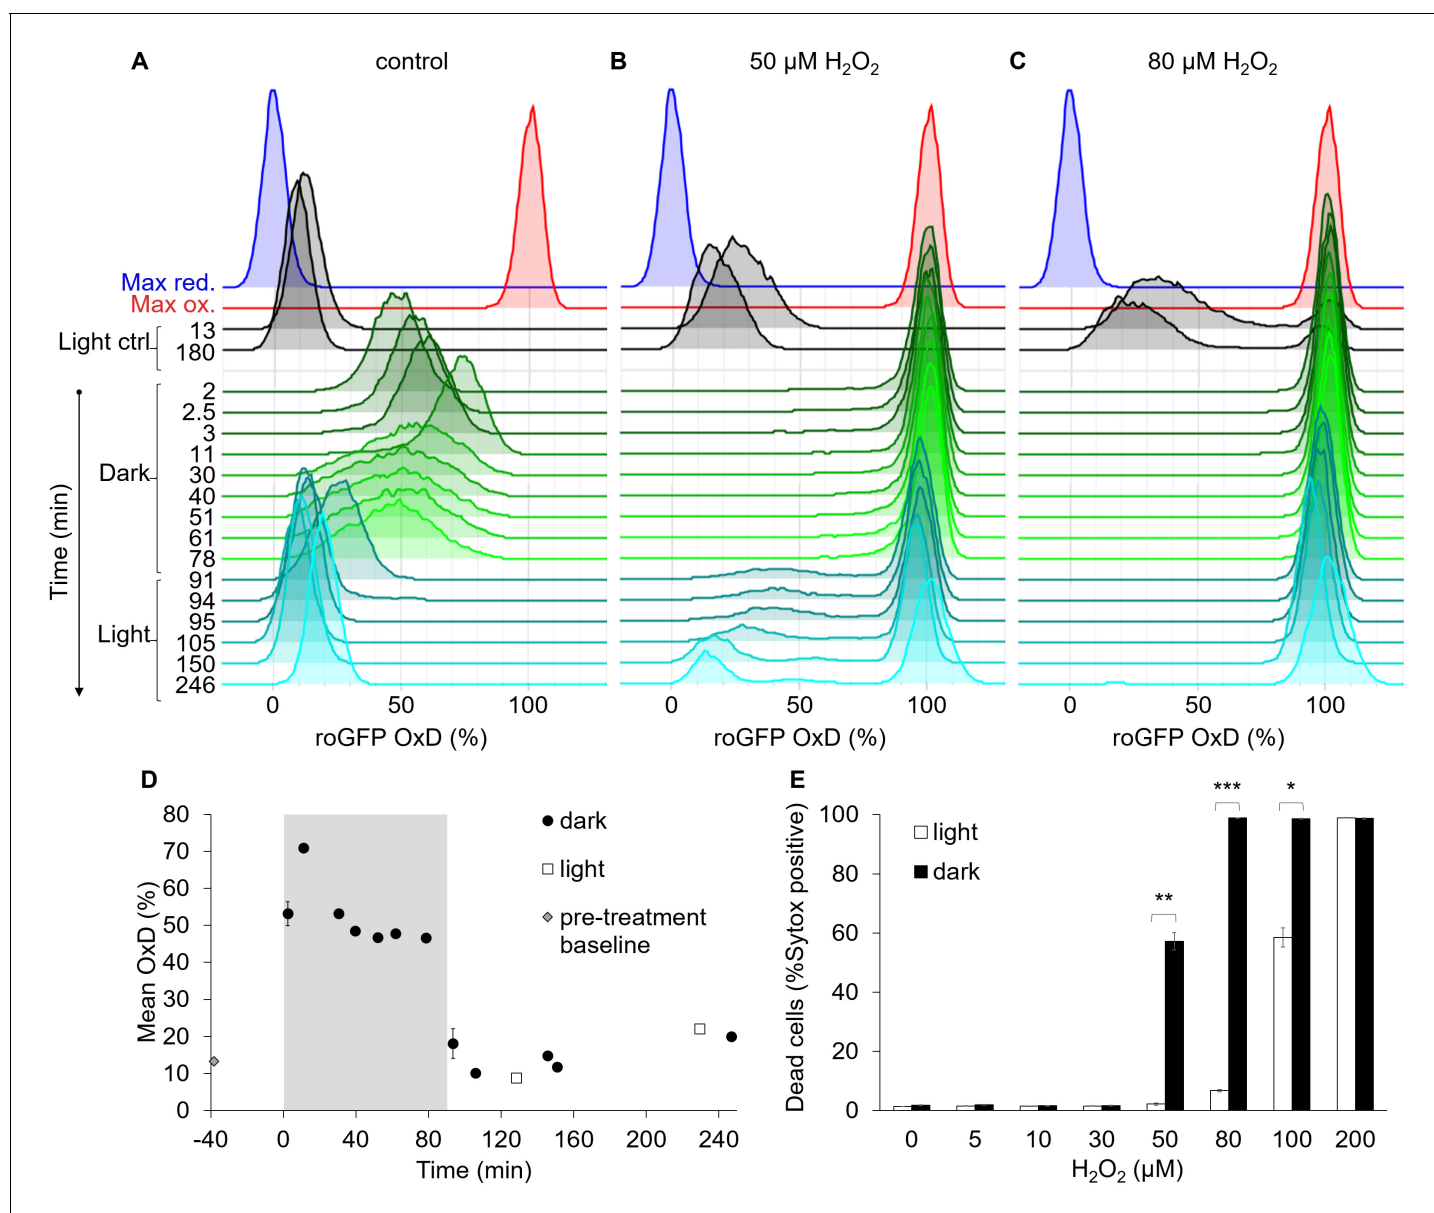 A control B 50 µM H₂O₂ C 80 µM H₂O₂
Max red.
Max ox.
Light ctrl
13
180
2
2.5
3
11
30
40
51
61
78
91
94
95
105
150
246
Dark
Light
Time (min)
0 50 100 0 50 100 0 50 100
roGFP OxD (%) roGFP OxD (%) roGFP OxD (%)
D
Mean OxD (%)
80
70
60
50
40
30
20
10
0
-40 0 40 80 120 160 200 240
Time (min)
dark
light
pre-treatment
baseline
E
Dead cells (%Sytox positive)
100
80
60
40
20
0
light
dark
** *** *
0 5 10 30 50 80 100 200
H₂O₂ (µM)